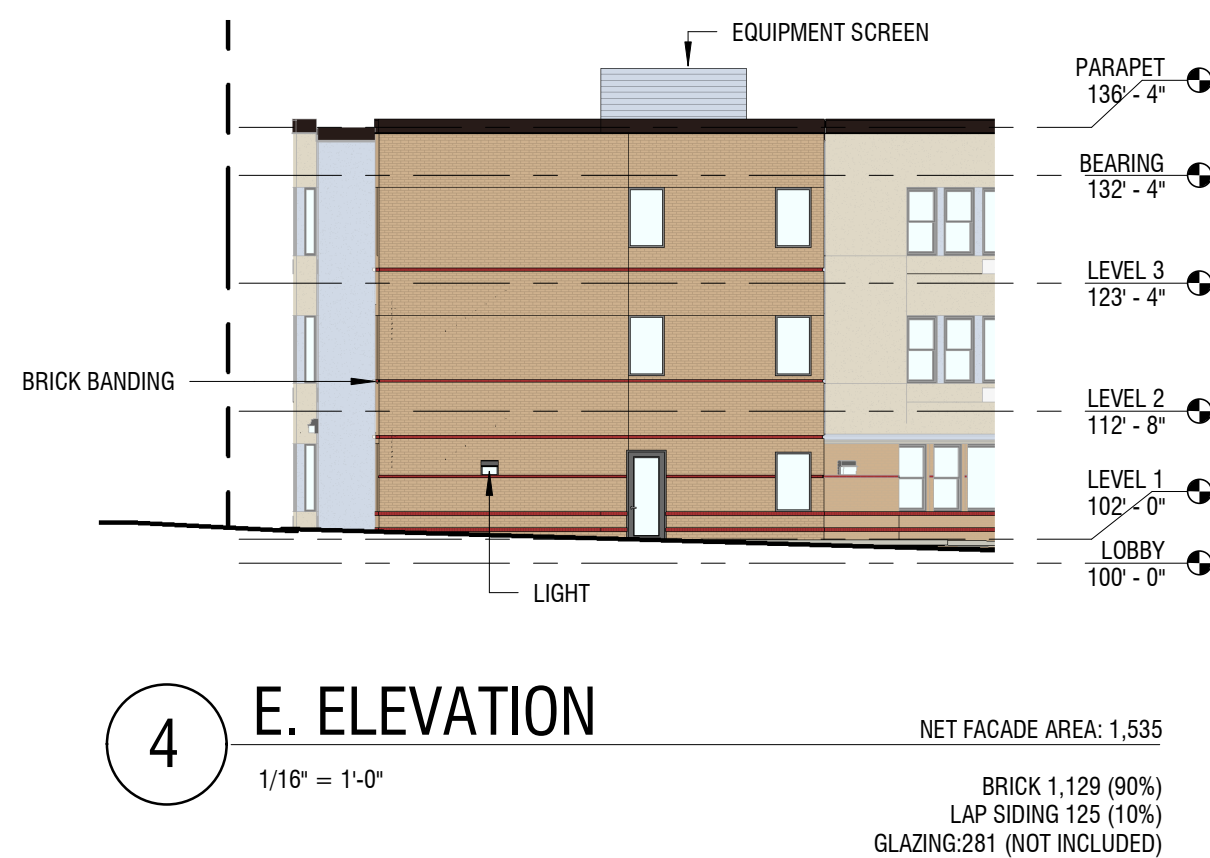 EQUIPMENT SCREEN
PARAPET
136' - 4"
BEARING
132' - 4"
LEVEL 3
123' - 4"
BRICK BANDING
LEVEL 2
112' - 8"
LEVEL 1
102' - 0"
LOBBY
100' - 0"
LIGHT
4
E. ELEVATION
NET FACADE AREA: 1,535
1/16" = 1'-0"
BRICK 1,129 (90%)
LAP SIDING 125 (10%)
GLAZING:281 (NOT INCLUDED)